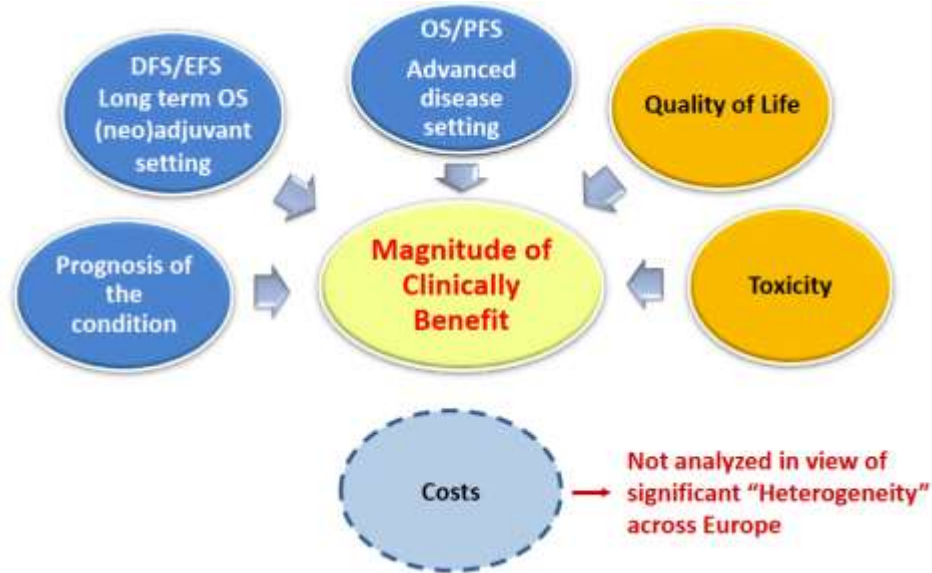 DFS/EFS
Long term OS
(neo)adjuvant
setting
OS/PFS
Advanced
disease
setting
Quality of Life
Prognosis of
the
condition
Magnitude of
Clinically
Benefit
Toxicity
Costs
Not analyzed in view of
significant “Heterogeneity”
across Europe